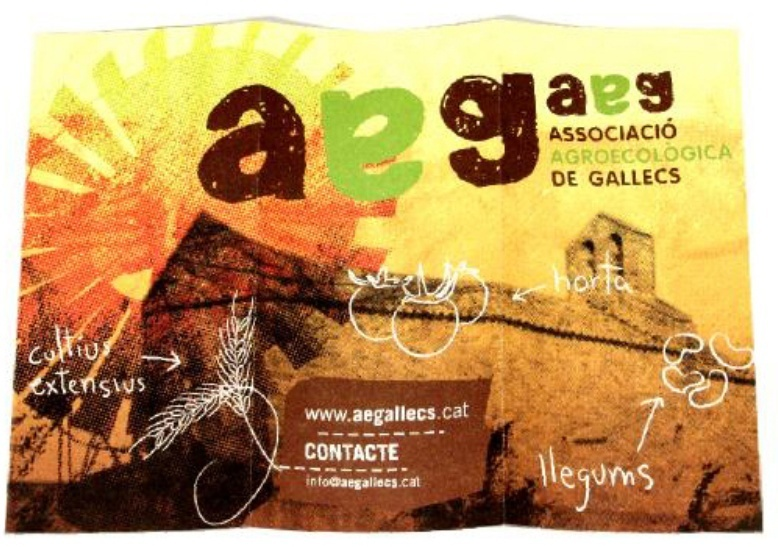 aeg
aeg
ASSOCIACIÓ
AGROECOLÒGICA
DE GALLECS
horta
cultius
extensius
www.aegallecs.cat
CONTACTE
info@aegallecs.cat
llegums